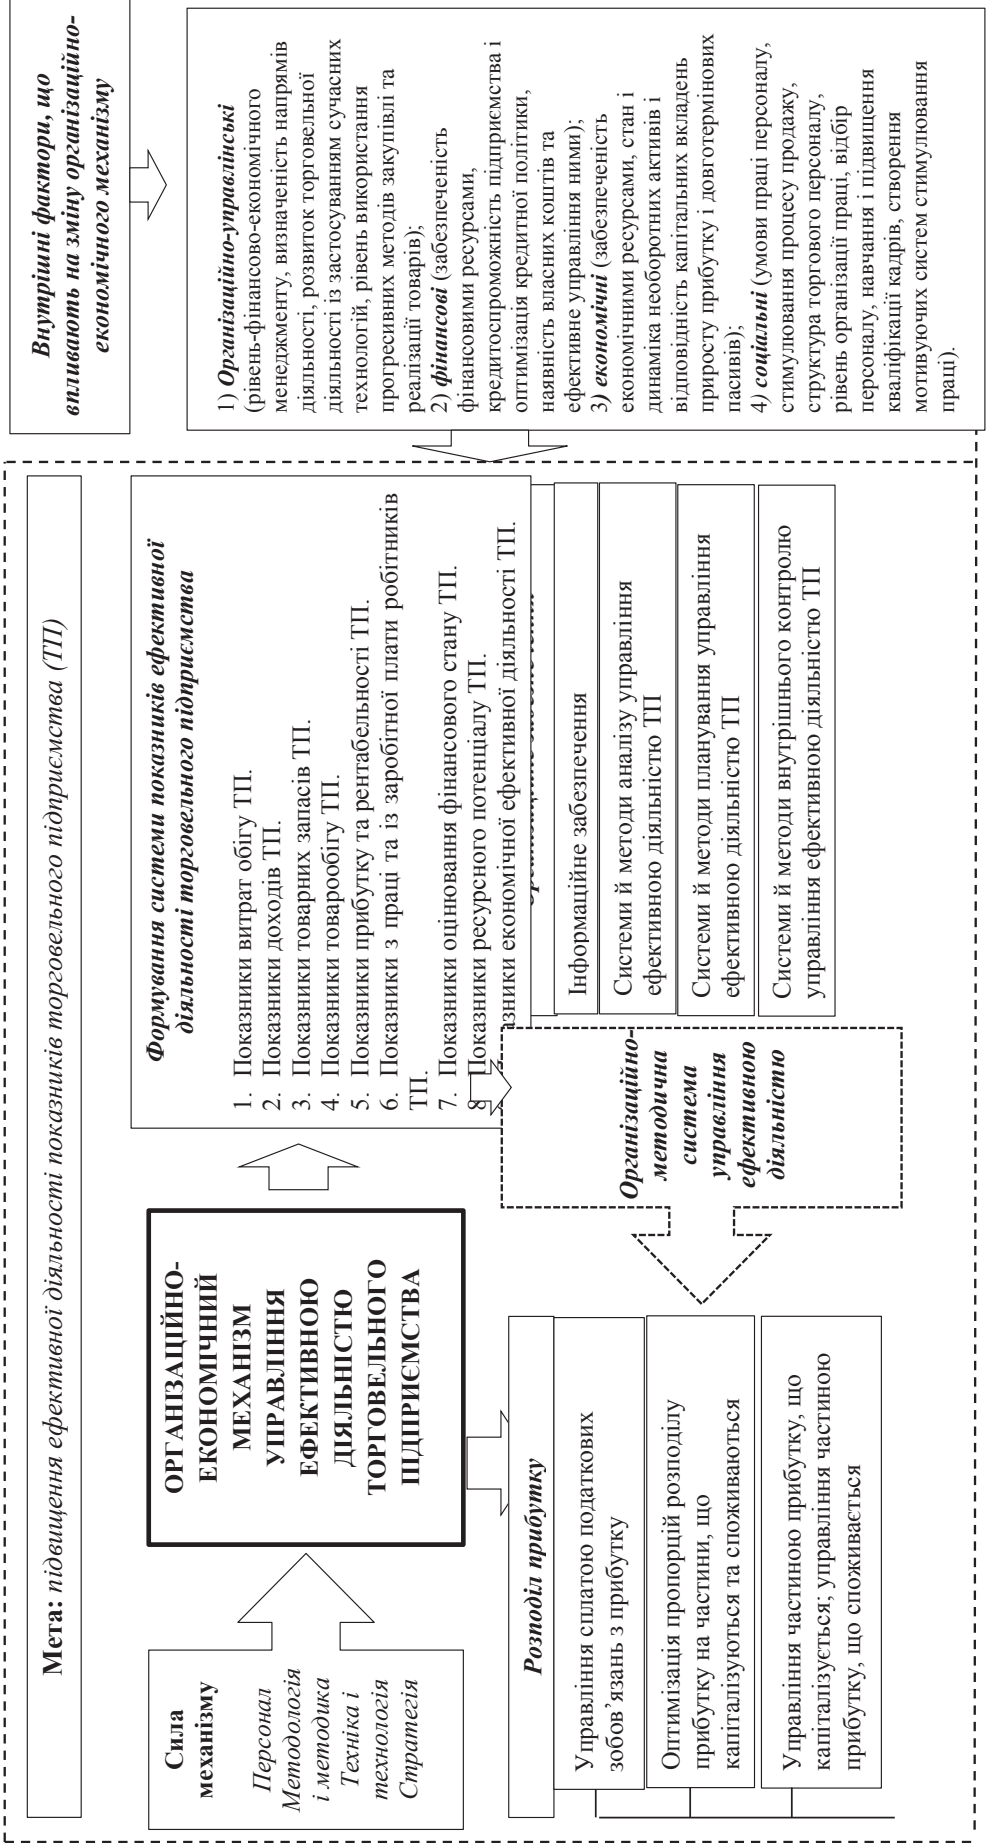 Мета: підвищення ефективної діяльності показників торговельного підприємства (ТП)
Сила
механізму
Персонал
Методологія
і методика
Техніка і
технологія
Стратегія
ОРГАНІЗАЦІЙНО-
ЕКОНОМІЧНИЙ
МЕХАНІЗМ
УПРАВЛІННЯ
ЕФЕКТИВНОЮ
ДІЯЛЬНІСТЮ
ТОРГОВЕЛЬНОГО
ПІДПРИЄМСТВА
Формування системи показників ефективної
діяльності торговельного підприємства
1. Показники витрат обігу ТП.
2. Показники доходів ТП.
3. Показники товарних запасів ТП.
4. Показники товарообігу ТП.
5. Показники прибутку та рентабельності ТП.
6. Показники з праці та із заробітної плати робітників
ТП.
7. Показники оцінювання фінансового стану ТП.
8 Показники ресурсного потенціалу ТП.
азники економічної ефективної діяльності ТП.
Розподіл прибутку
Управління сплатою податкових
зобов’язань з прибутку
Оптимізація пропорцій розподілу
прибутку на частини, що
капіталізуються та споживаються
Управління частиною прибутку, що
капіталізується; управління частиною
прибутку, що споживається
Організаційно-
методична
система
управління
ефективною
діяльністю
Інформаційне забезпечення
Системи й методи аналізу управління
ефективною діяльністю ТП
Системи й методи планування управління
ефективною діяльністю ТП
Системи й методи внутрішнього контролю
управління ефективною діяльністю ТП
Внутрішні фактори, що
впливають на зміну організаційно-
економічного механізму
1) Організаційно-управлінські
(рівень-фінансово-економічного
менеджменту, визначеність напрямів
діяльності, розвиток торговельної
діяльності із застосуванням сучасних
технологій, рівень використання
прогресивних методів закупівлі та
реалізації товарів);
2) фінансові (забезпеченість
фінансовими ресурсами,
кредитоспроможність підприємства і
оптимізація кредитної політики,
наявність власних коштів та
ефективне управління ними);
3) економічні (забезпеченість
економічними ресурсами, стан і
динаміка необоротних активів і
відповідність капітальних вкладень
приросту прибутку і довготермінових
пасивів);
4) соціальні (умови праці персоналу,
стимулювання процесу продажу,
структура торгового персоналу,
рівень організації праці, відбір
персоналу, навчання і підвищення
кваліфікації кадрів, створення
мотивуючих систем стимулювання
праці).